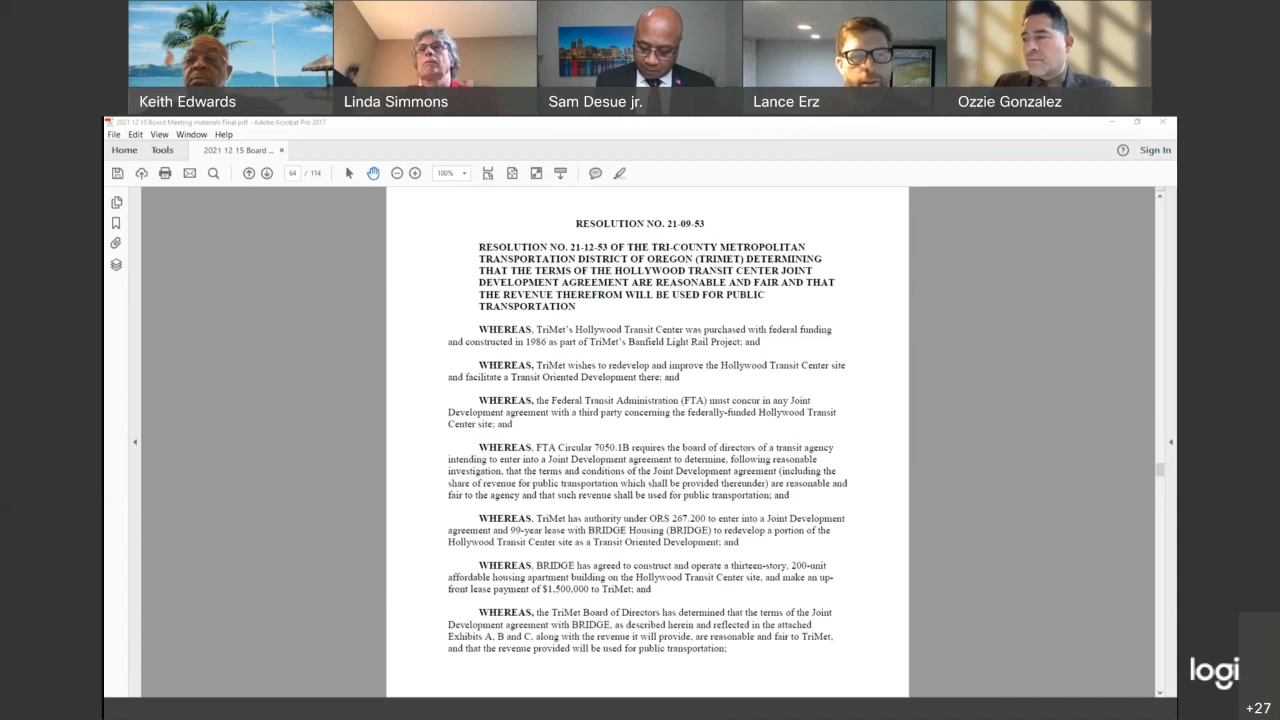 Keith Edwards
Linda Simmons
Sam Desue jr.
Lance Erz
Ozzie Gonzalez
2021 12 15 Board Meeting materials Final.pdf - Adobe Acrobat Pro 2017
File Edit View Window Help
Home Tools 2021 12 15 Board ... × Sign In
64 / 114 100%
RESOLUTION NO. 21-09-53
RESOLUTION NO. 21-12-53 OF THE TRI-COUNTY METROPOLITAN
TRANSPORTATION DISTRICT OF OREGON (TRIMET) DETERMINING
THAT THE TERMS OF THE HOLLYWOOD TRANSIT CENTER JOINT
DEVELOPMENT AGREEMENT ARE REASONABLE AND FAIR AND THAT
THE REVENUE THEREFROM WILL BE USED FOR PUBLIC
TRANSPORTATION
WHEREAS, TriMet's Hollywood Transit Center was purchased with federal funding
and constructed in 1986 as part of TriMet's Banfield Light Rail Project; and
WHEREAS, TriMet wishes to redevelop and improve the Hollywood Transit Center site
and facilitate a Transit Oriented Development there; and
WHEREAS, the Federal Transit Administration (FTA) must concur in any Joint
Development agreement with a third party concerning the federally-funded Hollywood Transit
Center site; and
WHEREAS, FTA Circular 7050.1B requires the board of directors of a transit agency
intending to enter into a Joint Development agreement to determine, following reasonable
investigation, that the terms and conditions of the Joint Development agreement (including the
share of revenue for public transportation which shall be provided thereunder) are reasonable and
fair to the agency and that such revenue shall be used for public transportation; and
WHEREAS, TriMet has authority under ORS 267.200 to enter into a Joint Development
agreement and 99-year lease with BRIDGE Housing (BRIDGE) to redevelop a portion of the
Hollywood Transit Center site as a Transit Oriented Development; and
WHEREAS, BRIDGE has agreed to construct and operate a thirteen-story, 200-unit
affordable housing apartment building on the Hollywood Transit Center site, and make an up-
front lease payment of $1,500,000 to TriMet; and
WHEREAS, the TriMet Board of Directors has determined that the terms of the Joint
Development agreement with BRIDGE, as described herein and reflected in the attached
Exhibits A, B and C, along with the revenue it will provide, are reasonable and fair to TriMet,
and that the revenue provided will be used for public transportation;
logi
+27